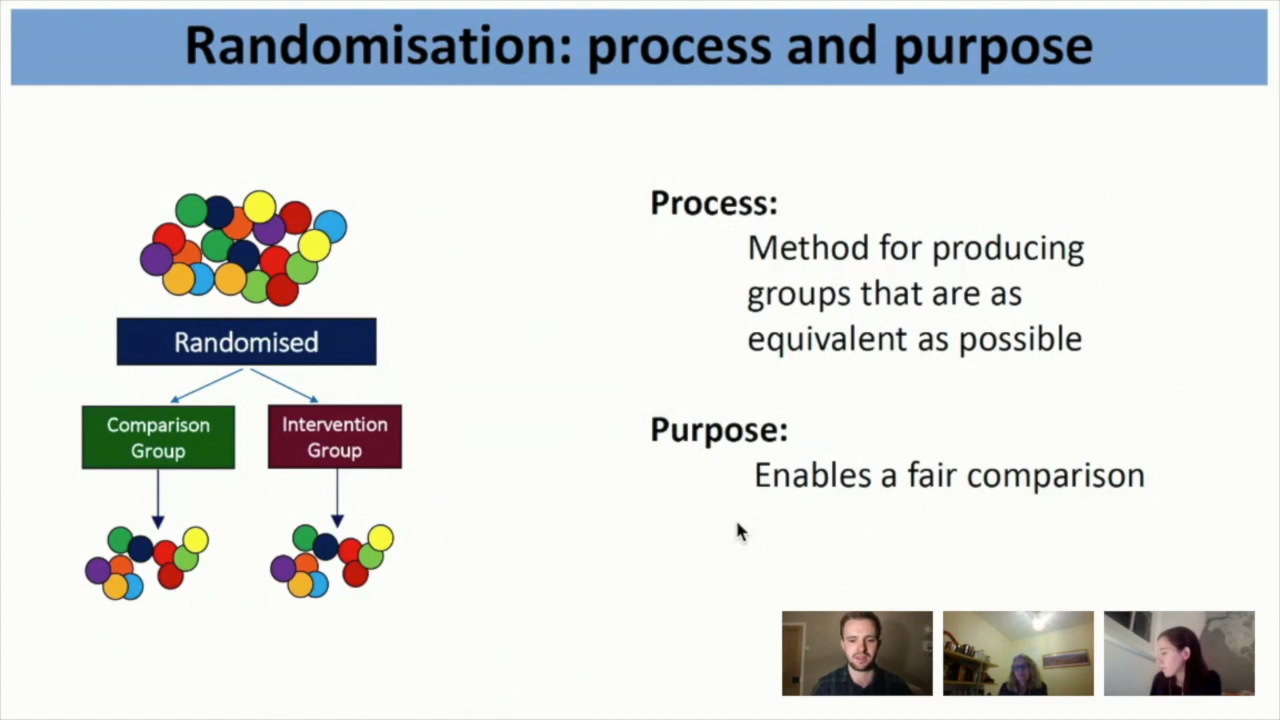 Randomisation: process and purpose
Randomised
Comparison
Group
Intervention
Group
Process:
Method for producing
groups that are as
equivalent as possible
Purpose:
Enables a fair comparison